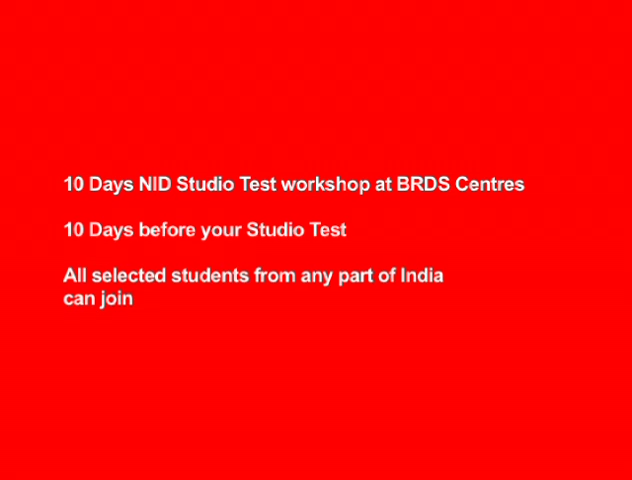 10 Days NID Studio Test workshop at BRDS Centres
10 Days before your Studio Test
All selected students from any part of India
can join